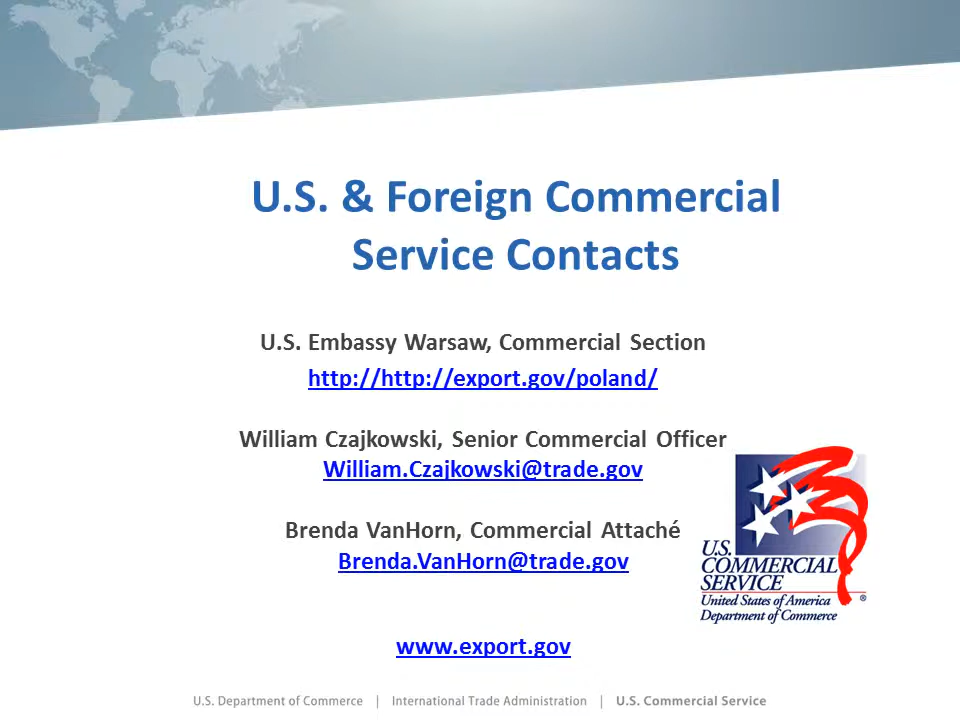 U.S. & Foreign Commercial
Service Contacts
U.S. Embassy Warsaw, Commercial Section
http://http://export.gov/poland/
William Czajkowski, Senior Commercial Officer
William.Czajkowski@trade.gov
Brenda VanHorn, Commercial Attaché
Brenda.VanHorn@trade.gov
U.S.
COMMERCIAL
SERVICE
United States of America ®
Department of Commerce
www.export.gov
U.S. Department of Commerce | International Trade Administration | U.S. Commercial Service